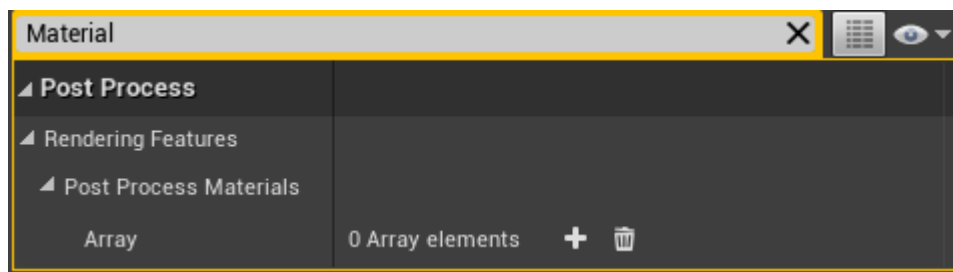 Material
Post Process
Rendering Features
Post Process Materials
Array 0 Array elements